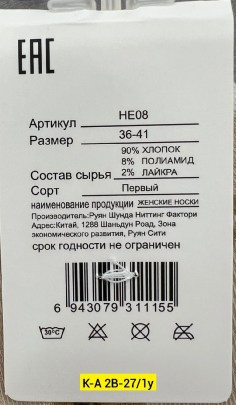 EAC
Артикул HE08
Размер 36-41
90% ХЛОПОК
8% ПОЛИАМИД
Состав сырья 2% ЛАЙКРА
Сорт Первый
наименование продукции ЖЕНСКИЕ НОСКИ
Производитель:Руян Шунда Ниттинг Фактори
Адрес:Китай, 1288 Шаньдун Роад, Зона
экономического развития, Руян Сити
срок годности не ограничен
6 943079 311155
30°C
К-А 2В-27/1у